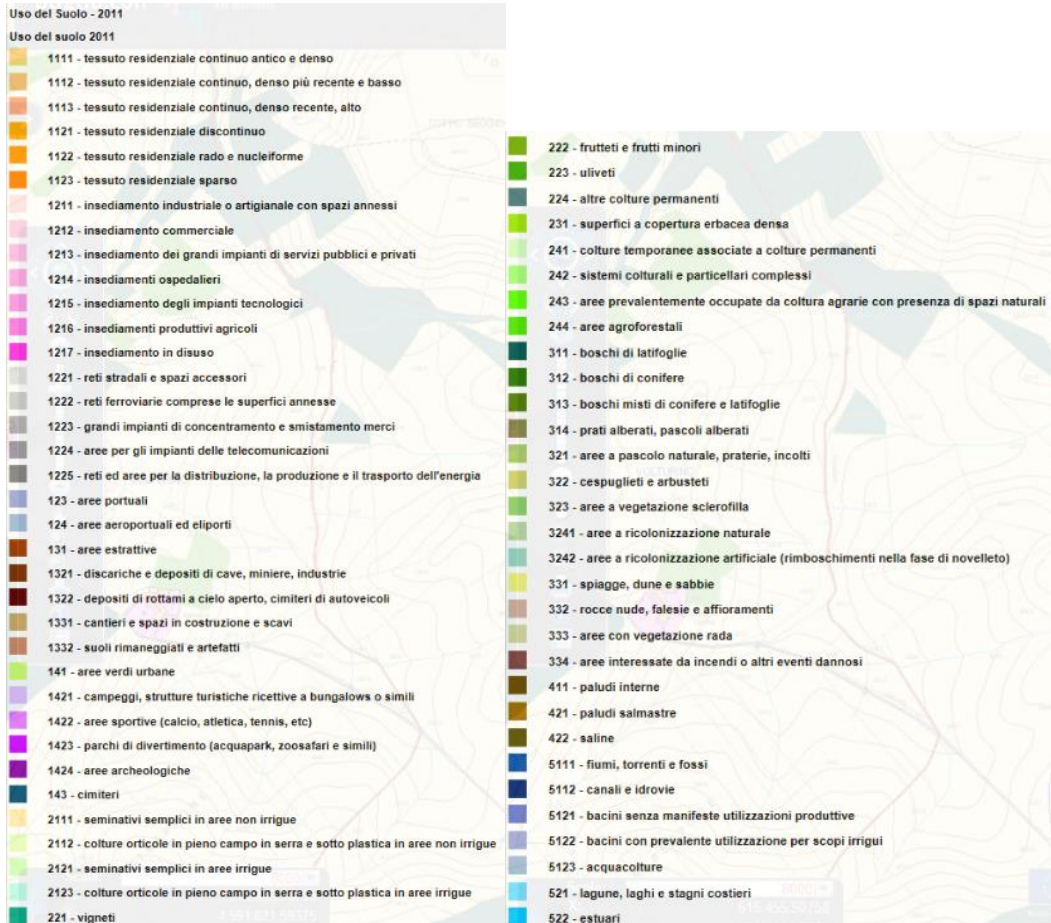 Uso del Suolo - 2011
Uso del suolo 2011
1111 - tessuto residenziale continuo antico e denso
1112 - tessuto residenziale continuo, denso più recente e basso
1113 - tessuto residenziale continuo, denso recente, alto
1121 - tessuto residenziale discontinuo
1122 - tessuto residenziale rado e nucleiforme
1123 - tessuto residenziale sparso
1211 - insediamento industriale o artigianale con spazi annessi
1212 - insediamento commerciale
1213 - insediamento dei grandi impianti di servizi pubblici e privati
1214 - insediamenti ospedalieri
1215 - insediamento degli impianti tecnologici
1216 - insediamenti produttivi agricoli
1217 - insediamento in disuso
1221 - reti stradali e spazi accessori
1222 - reti ferroviarie comprese le superfici annesse
1223 - grandi impianti di concentramento e smistamento merci
1224 - aree per gli impianti delle telecomunicazioni
1225 - reti ed aree per la distribuzione, la produzione e il trasporto dell'energia
123 - aree portuali
124 - aree aeroportuali ed eliporti
131 - aree estrattive
1321 - discariche e depositi di cave, miniere, industrie
1322 - depositi di rottami a cielo aperto, cimiteri di autoveicoli
1331 - cantieri e spazi in costruzione e scavi
1332 - suoli rimaneggiati e artefatti
141 - aree verdi urbane
1421 - campeggi, strutture turistiche ricettive a bungalows o simili
1422 - aree sportive (calcio, atletica, tennis, etc)
1423 - parchi di divertimento (acquapark, zoosafari e simili)
1424 - aree archeologiche
143 - cimiteri
2111 - seminativi semplici in aree non irrigue
2112 - colture orticole in pieno campo in serra e sotto plastica in aree non irrigue
2121 - seminativi semplici in aree irrigue
2123 - colture orticole in pieno campo in serra e sotto plastica in aree irrigue
221 - vigneti
222 - frutteti e frutti minori
223 - uliveti
224 - altre colture permanenti
231 - superfici a copertura erbacea densa
241 - colture temporanee associate a colture permanenti
242 - sistemi colturali e particellari complessi
243 - aree prevalentemente occupate da coltura agrarie con presenza di spazi naturali
244 - aree agroforestali
311 - boschi di latifoglie
312 - boschi di conifere
313 - boschi misti di conifere e latifoglie
314 - prati alberati, pascoli alberati
321 - aree a pascolo naturale, praterie, incolti
322 - cespuglieti e arbusteti
323 - aree a vegetazione sclerofilla
3241 - aree a ricolonizzazione naturale
3242 - aree a ricolonizzazione artificiale (rimboschimenti nella fase di novelleto)
331 - spiagge, dune e sabbie
332 - rocce nude, falesie e affioramenti
333 - aree con vegetazione rada
334 - aree interessate da incendi o altri eventi dannosi
411 - paludi interne
421 - paludi salmastre
422 - saline
5111 - fiumi, torrenti e fossi
5112 - canali e idrovie
5121 - bacini senza manifeste utilizzazioni produttive
5122 - bacini con prevalente utilizzazione per scopi irrigui
5123 - acquacolture
521 - lagune, laghi e stagni costieri
522 - estuari